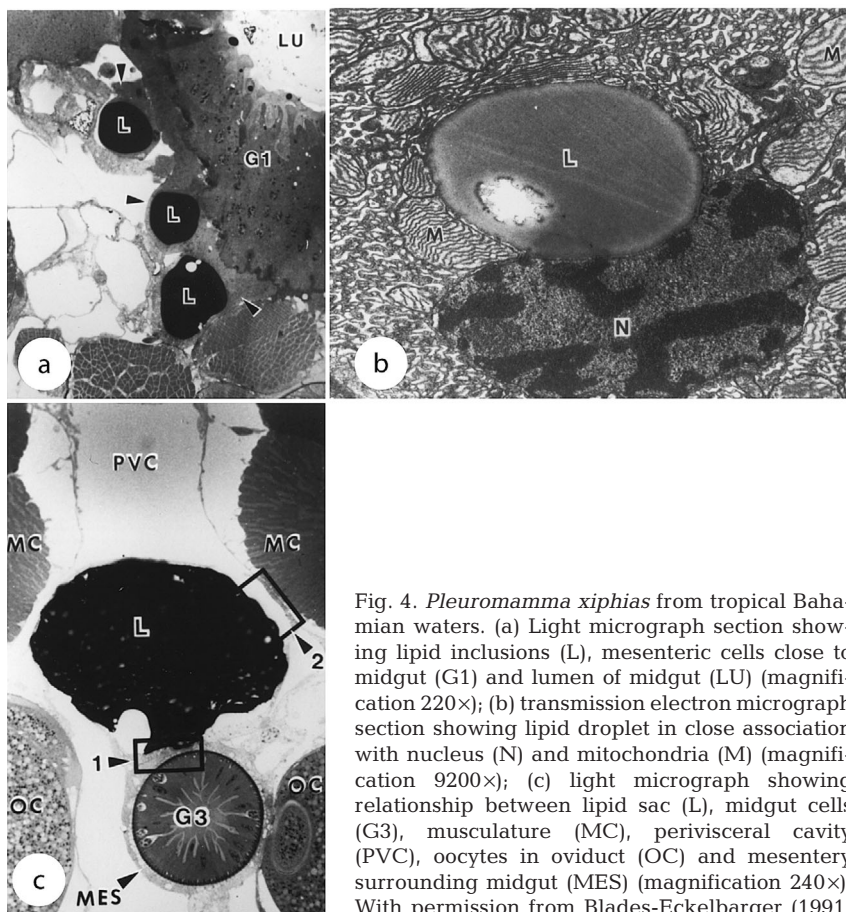 LU
L
G1
L
L
a
M
L
M
N
b
PVC
MC
MC
L
2
1
OC
OC
G3
MES
c
Fig. 4. Pleuromamma xiphias from tropical Baha-
mian waters. (a) Light micrograph section show-
ing lipid inclusions (L), mesenteric cells close to
midgut (G1) and lumen of midgut (LU) (magnifi-
cation 220×); (b) transmission electron micrograph
section showing lipid droplet in close association
with nucleus (N) and mitochondria (M) (magnifi-
cation 9200×); (c) light micrograph showing
relationship between lipid sac (L), midgut cells
(G3), musculature (MC), perivisceral cavity
(PVC), oocytes in oviduct (OC) and mesentery
surrounding midgut (MES) (magnification 240×).
With permission from Blades-Eckelbarger (1991)